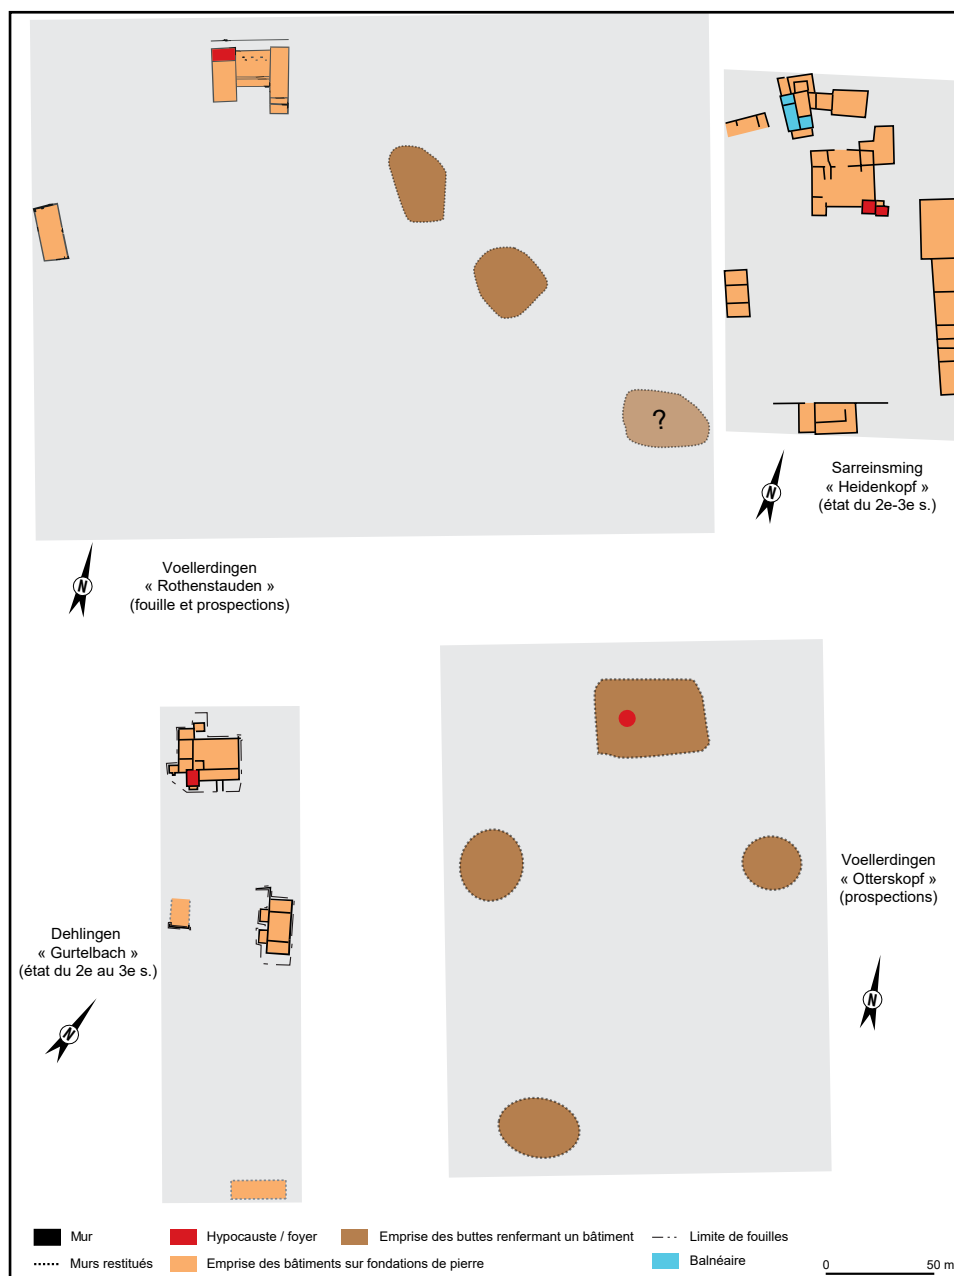 ?
N
Sarreinsming
« Heidenkopf »
(état du 2e-3e s.)
N
Voellerdingen
« Rothenstauden »
(fouille et prospections)
Voellerdingen
« Otterskopf »
(prospections)
N
Dehlingen
« Gurtelbach »
(état du 2e au 3e s.)
N
Mur
Hypocauste / foyer
Emprise des buttes renfermant un bâtiment
Limite de fouilles
Murs restitués
Emprise des bâtiments sur fondations de pierre
Balnéaire
0 50 m